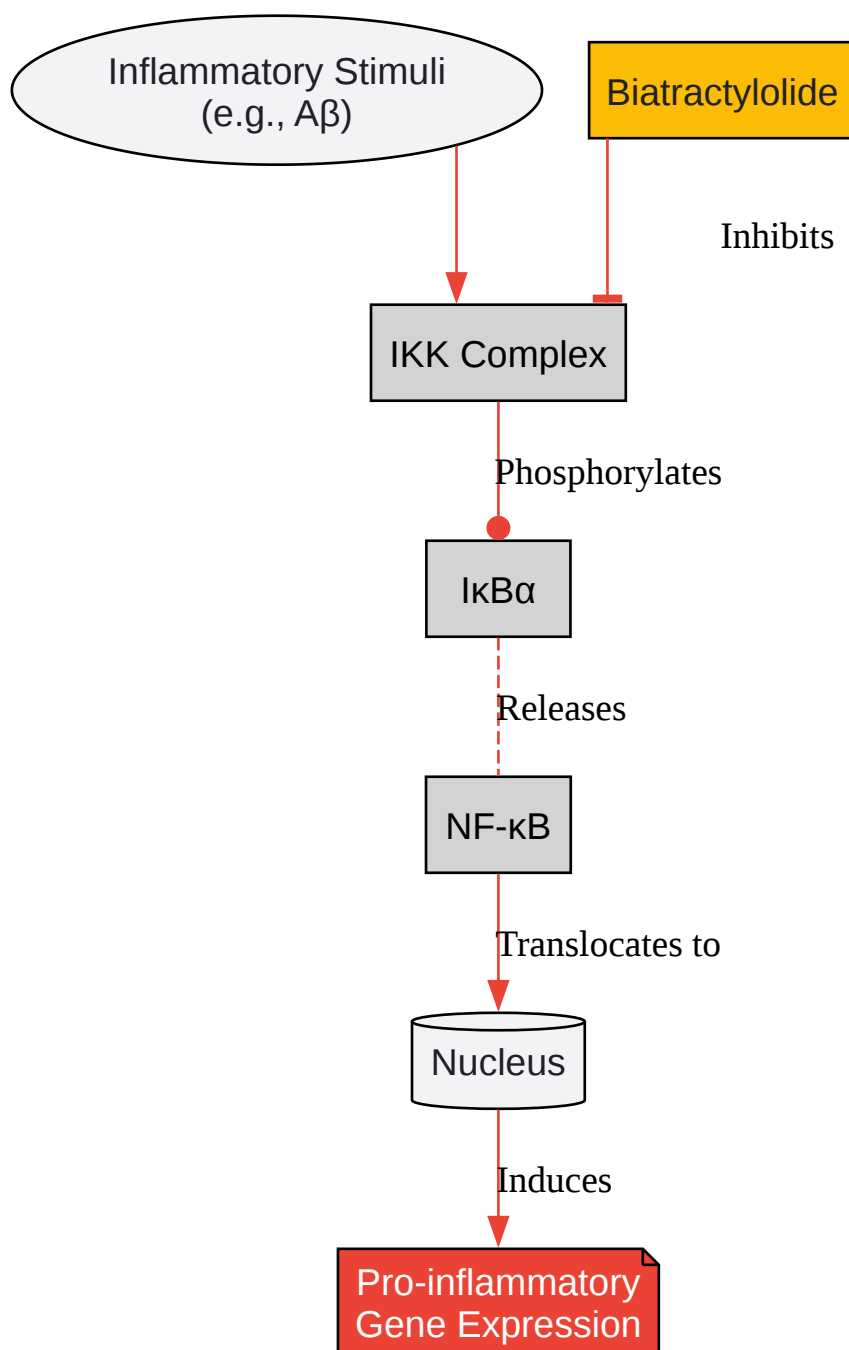 Inflammatory Stimuli
(e.g., Aβ)
Biatractylolide
Inhibits
IKK Complex
Phosphorylates
IκBα
Releases
NF-κB
Translocates to
Nucleus
Induces
Pro-inflammatory
Gene Expression